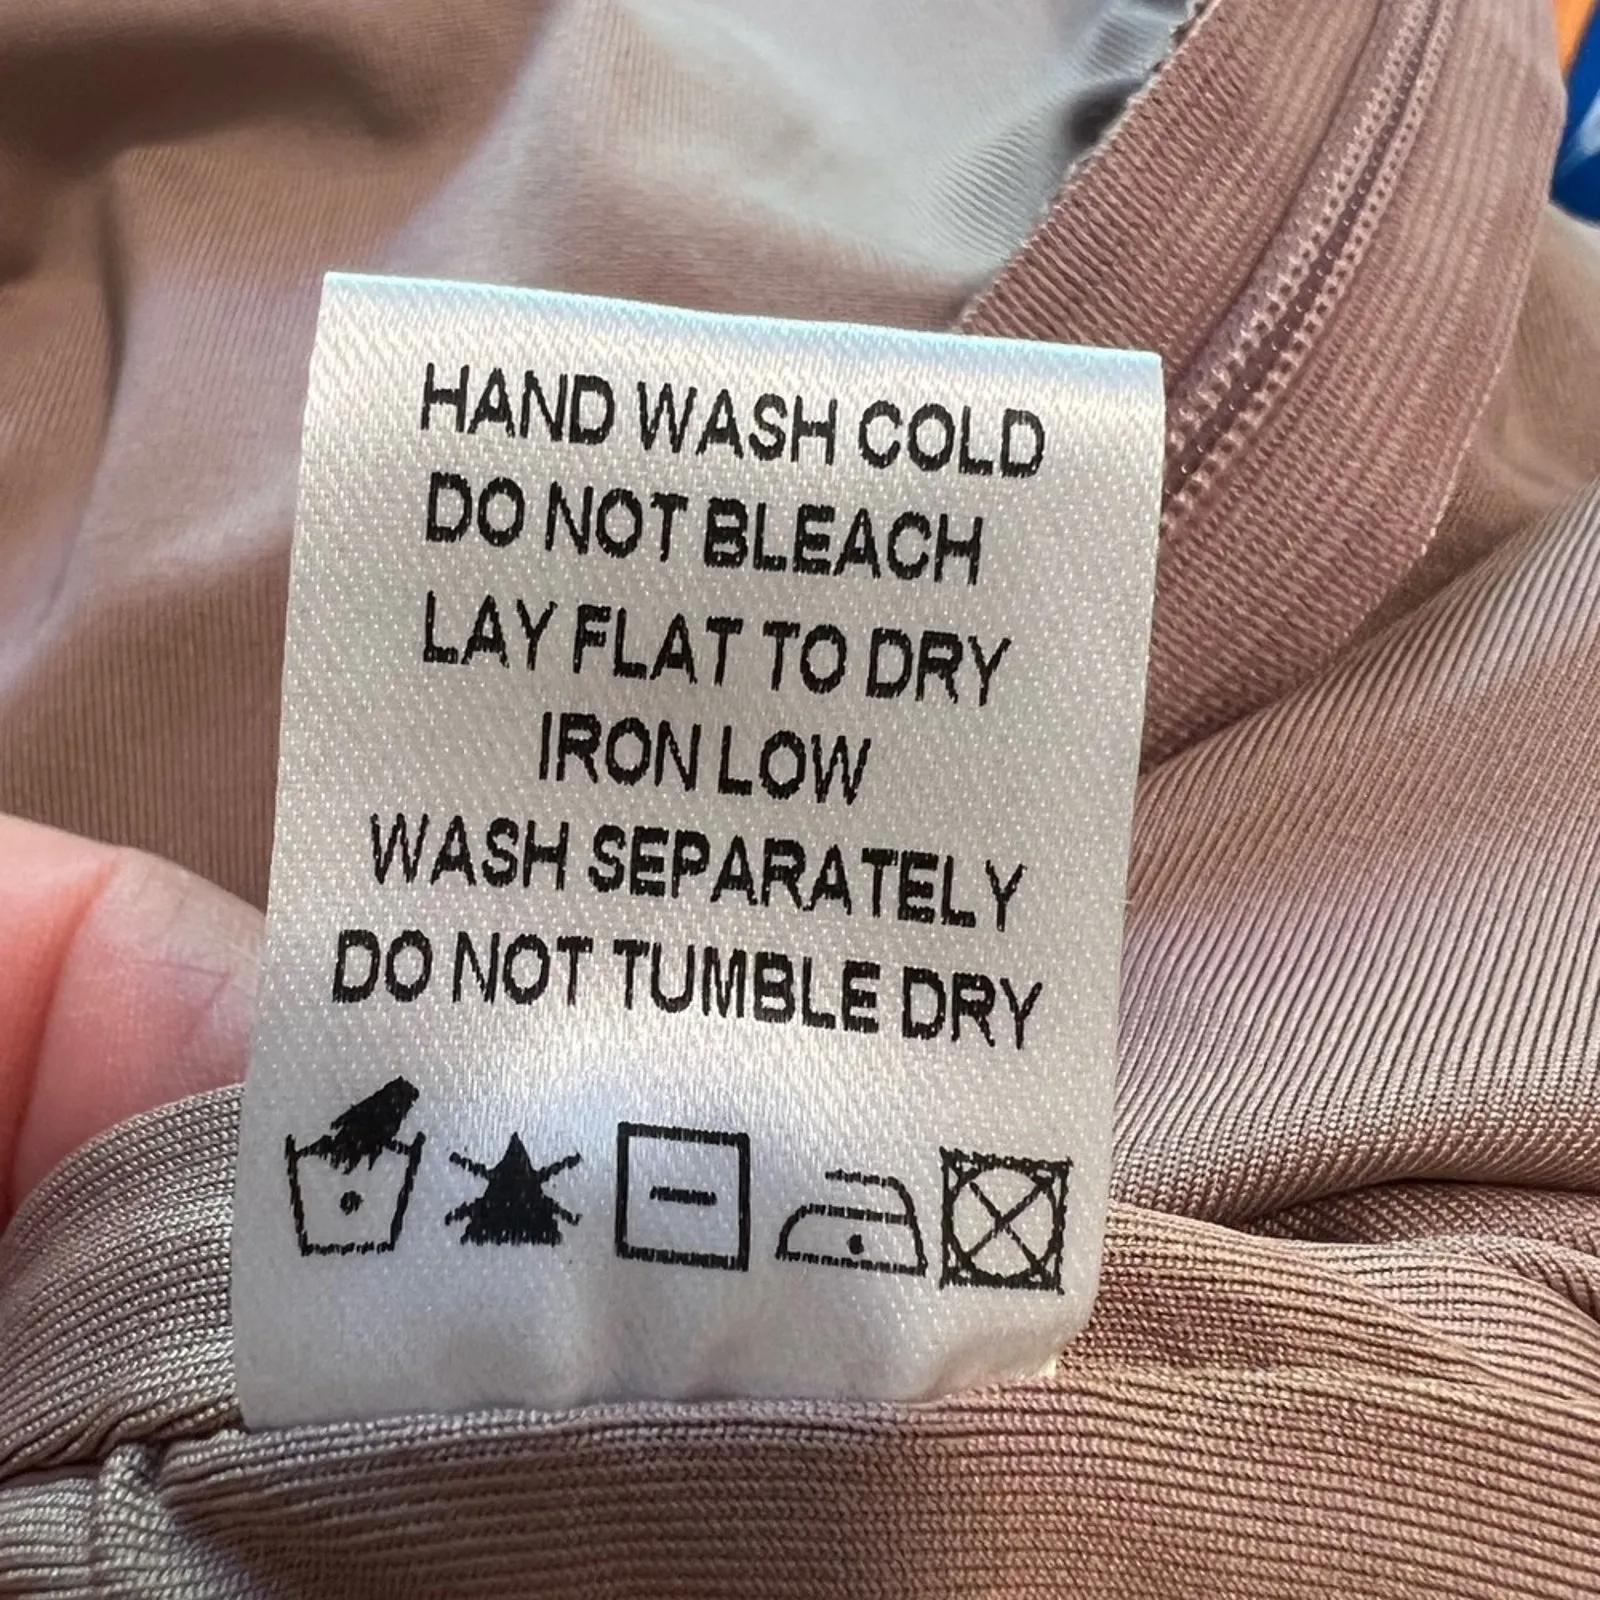 HAND WASH COLD
DO NOT BLEACH
LAY FLAT TO DRY
IRON LOW
WASH SEPARATELY
DO NOT TUMBLE DRY